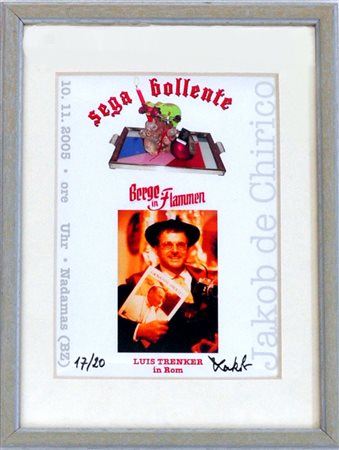 sega bollente
10.11.2005 • ore Uhr • Nadamas (BZ)
Jakob de Chirico
Berge in Flammen
LUIS TRENKER
in Rom
17/20